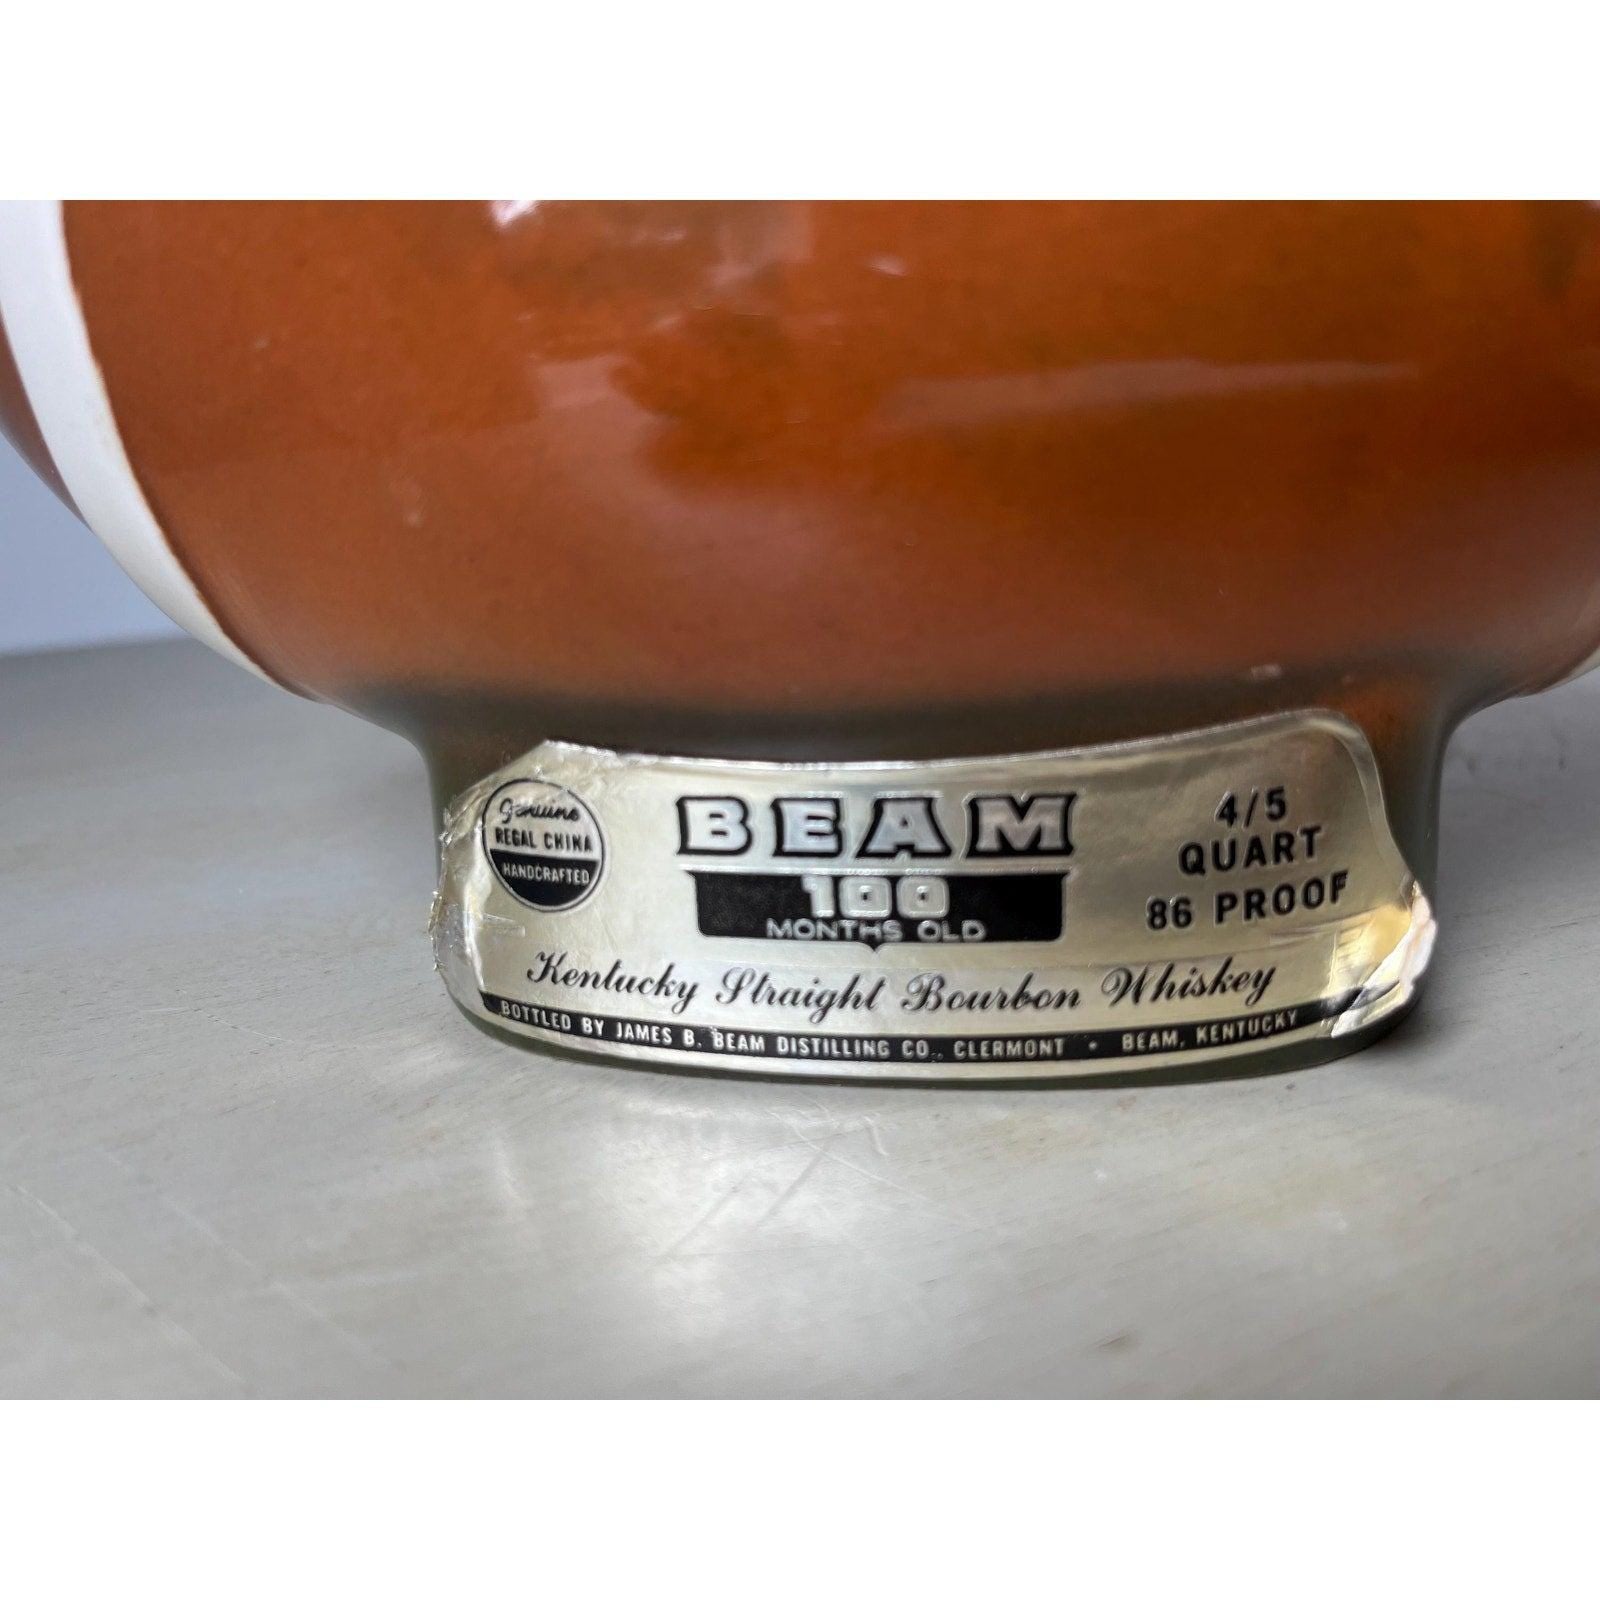 Genuine
REGAL CHINA
HANDCRAFTED
BEAM
100
MONTHS OLD
4/5
QUART
86 PROOF
Kentucky Straight Bourbon Whiskey
BOTTLED BY JAMES B. BEAM DISTILLING CO., CLERMONT • BEAM, KENTUCKY